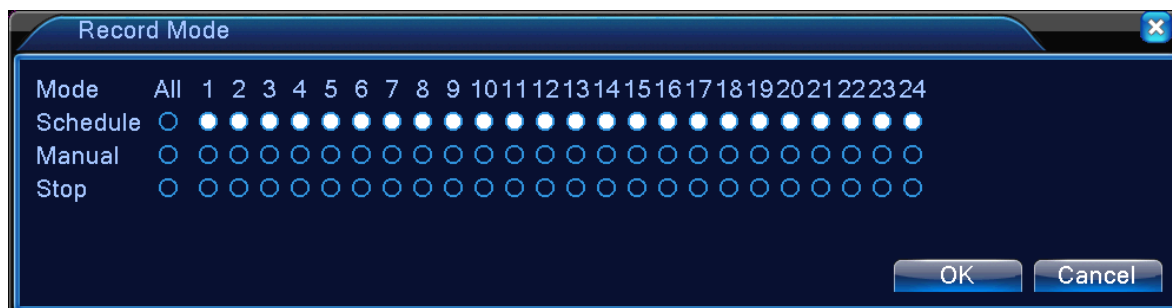 Record Mode
Mode All 1 2 3 4 5 6 7 8 9 10 11 12 13 14 15 16 17 18 19 20 21 22 23 24
Schedule
Manual
Stop
OK Cancel